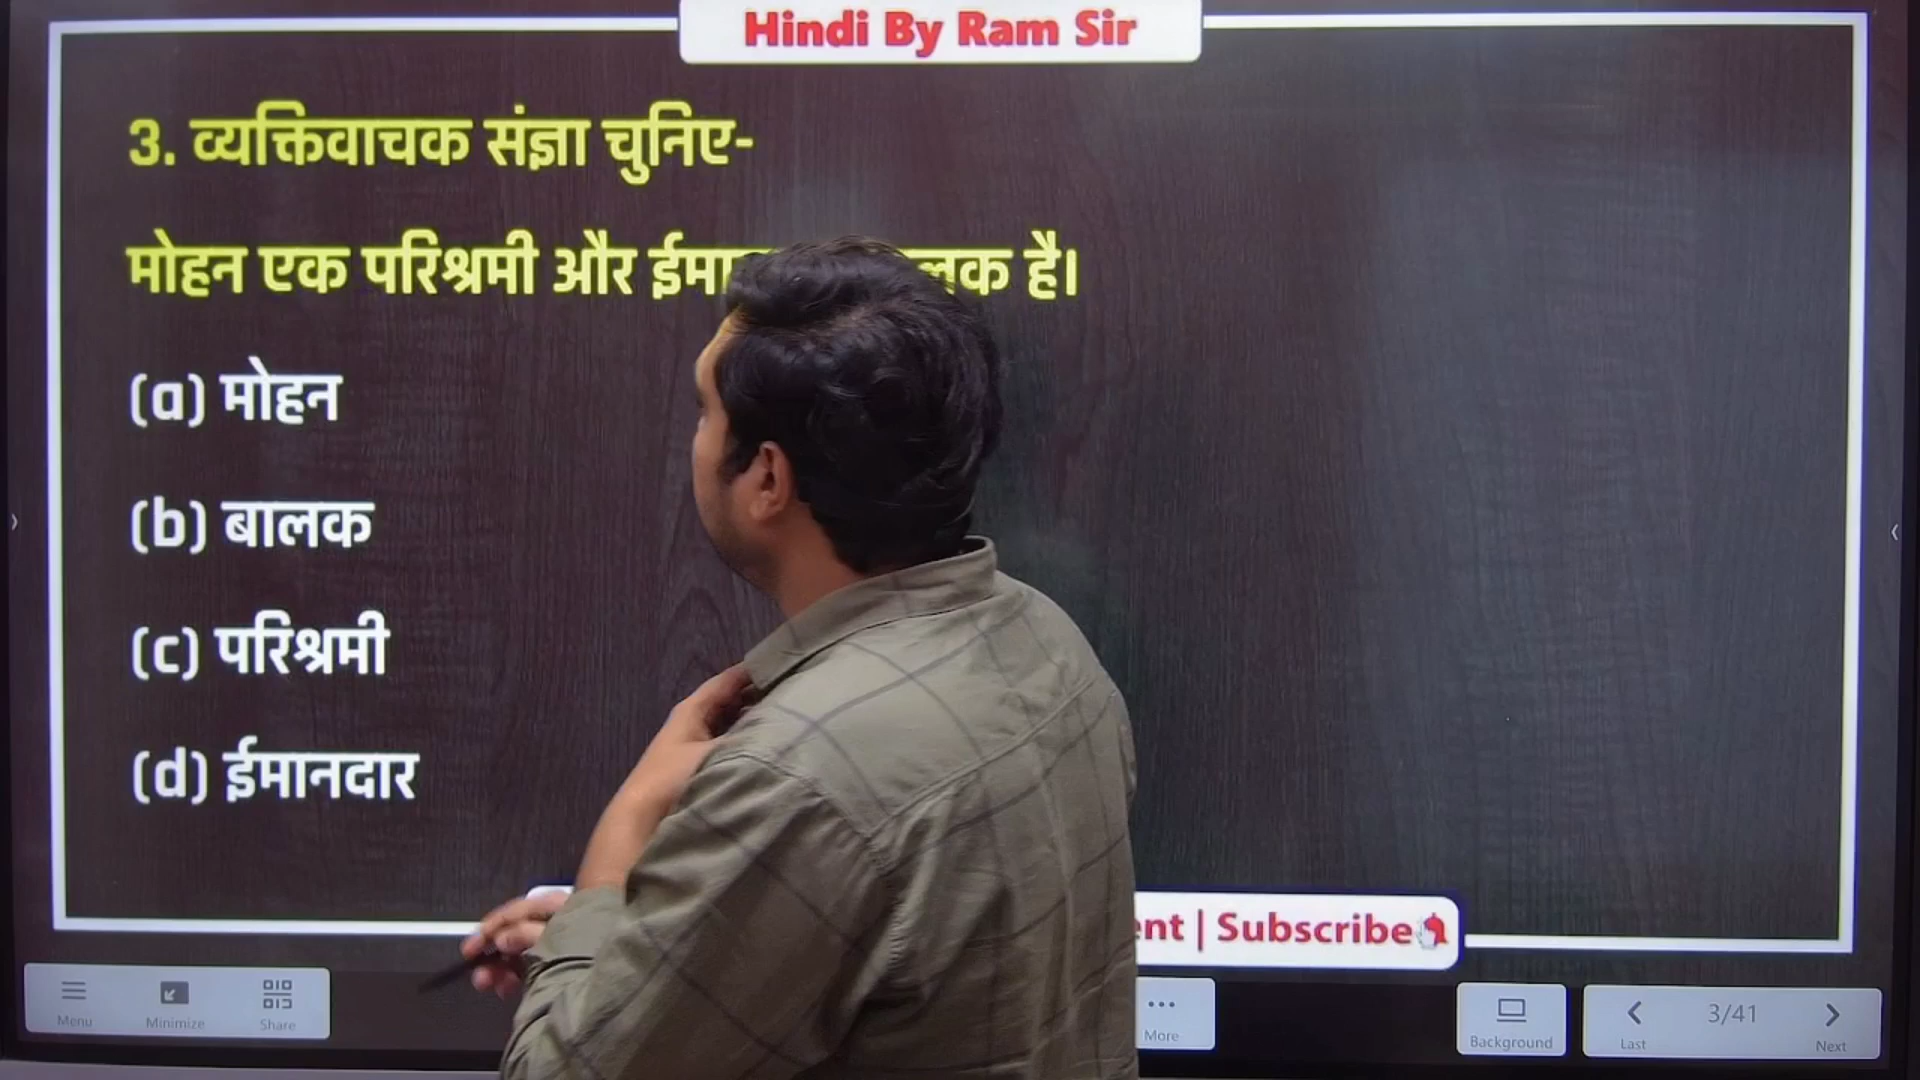 Hindi By Ram Sir
3. व्यक्तिवाचक संज्ञा चुनिए-
मोहन एक परिश्रमी और है।
(a) मोहन
(b) बालक
(c) परिश्रमी
(d) ईमानदार
| Subscribe
Menu Minimize Share More Background Last 3/41 Next